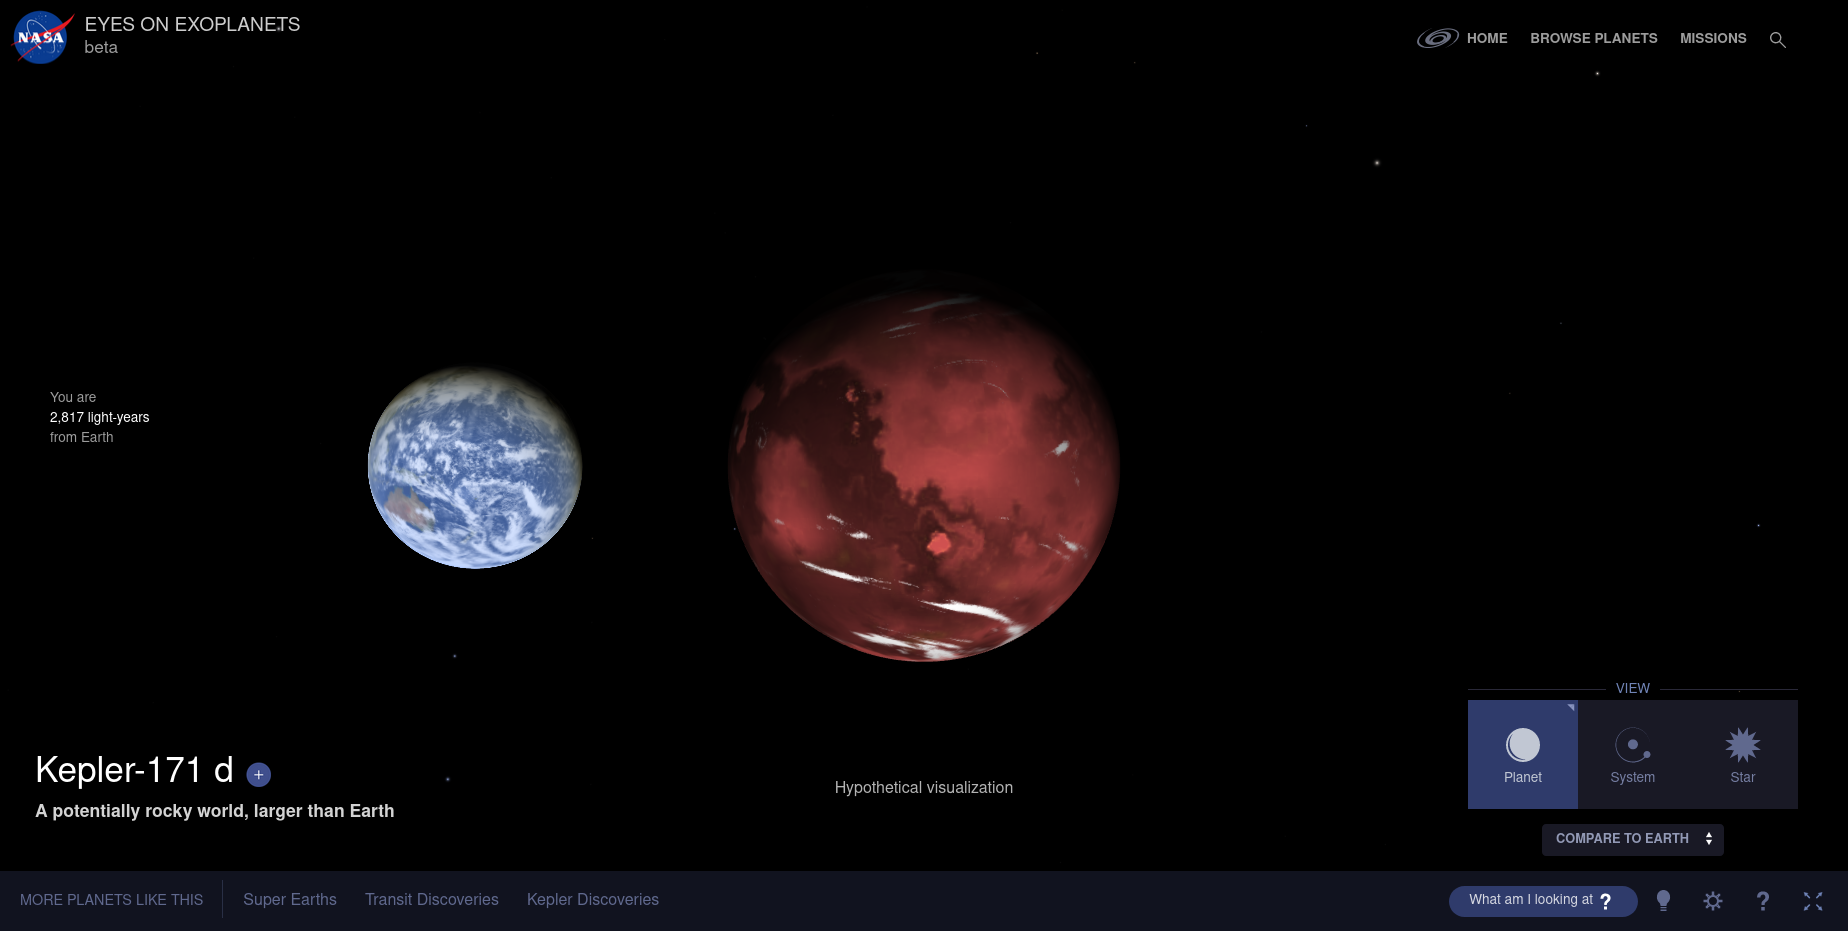 NASA
EYES ON EXOPLANETS
beta
HOME
BROWSE PLANETS
MISSIONS
You are
2,817 light-years
from Earth
VIEW
Planet
System
Star
Kepler-171 d +
A potentially rocky world, larger than Earth
Hypothetical visualization
COMPARE TO EARTH
MORE PLANETS LIKE THIS
Super Earths
Transit Discoveries
Kepler Discoveries
What am I looking at ?
?